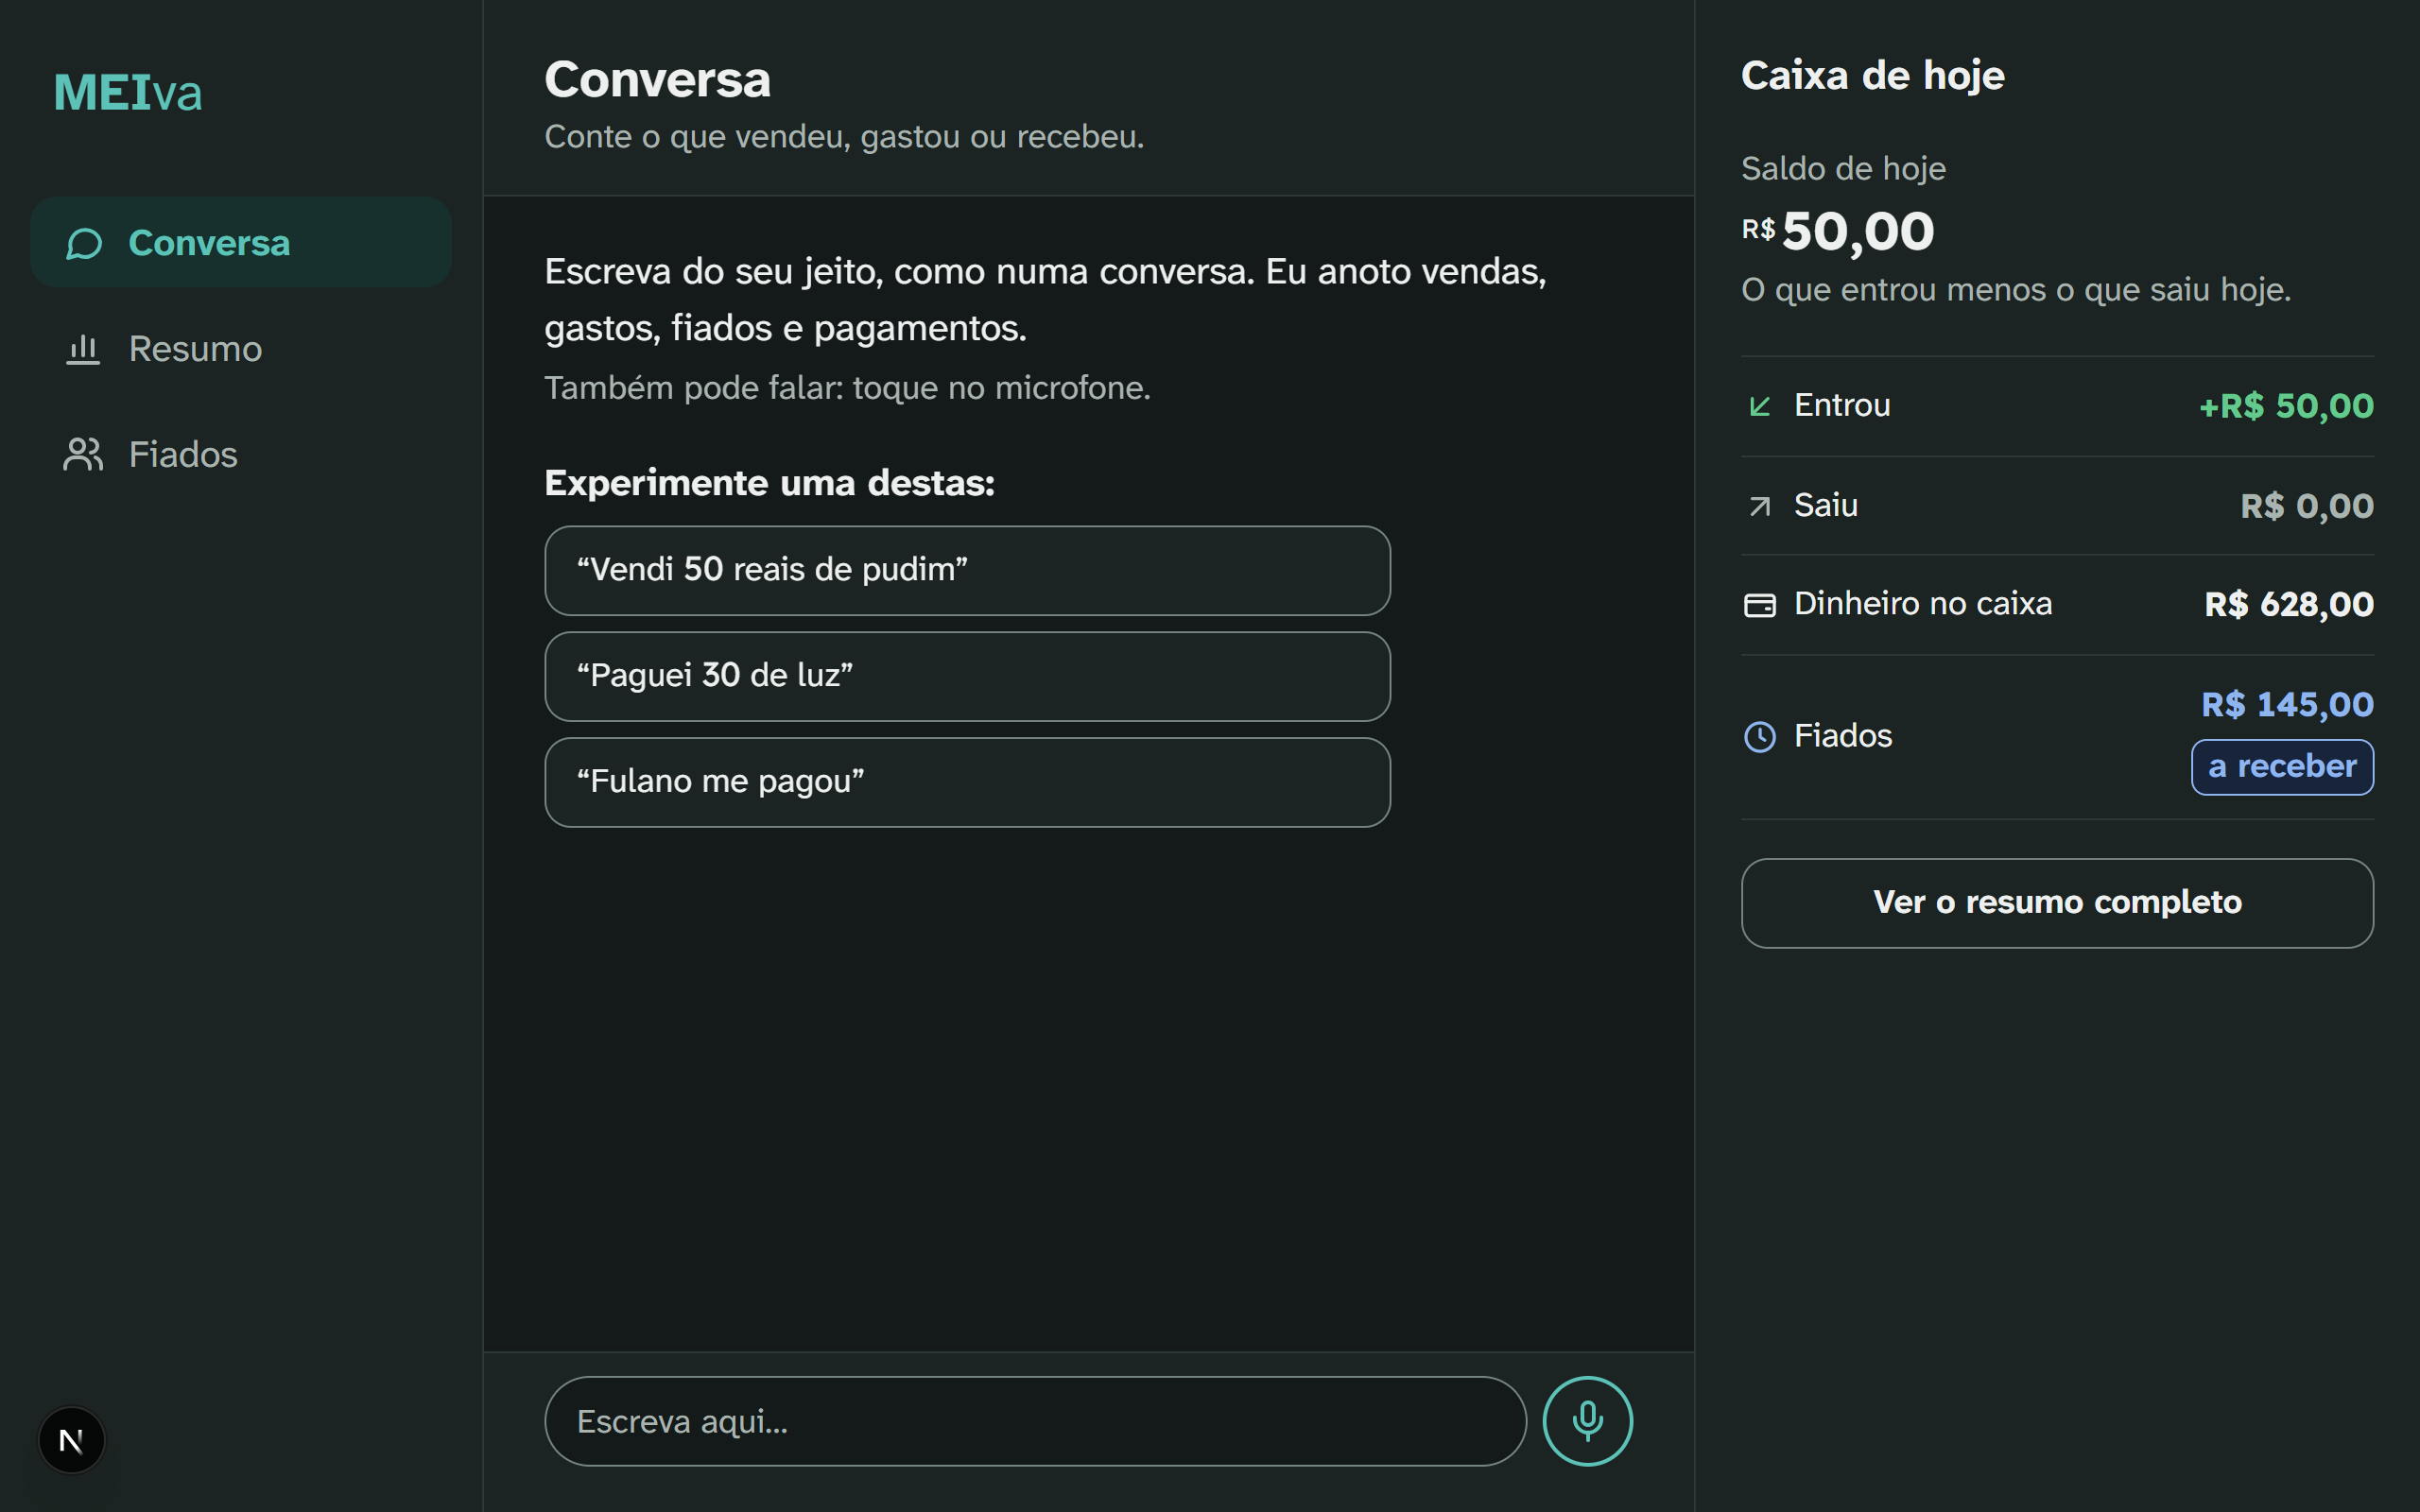 MEIva
Conversa
Resumo
Fiados
Conversa
Conte o que vendeu, gastou ou recebeu.
Escreva do seu jeito, como numa conversa. Eu anoto vendas,
gastos, fiados e pagamentos.
Também pode falar: toque no microfone.
Experimente uma destas:
“Vendi 50 reais de pudim”
“Paguei 30 de luz”
“Fulano me pagou”
Escreva aqui...
Caixa de hoje
Saldo de hoje
R$ 50,00
O que entrou menos o que saiu hoje.
Entrou +R$ 50,00
Saiu R$ 0,00
Dinheiro no caixa R$ 628,00
Fiados R$ 145,00
a receber
Ver o resumo completo
N